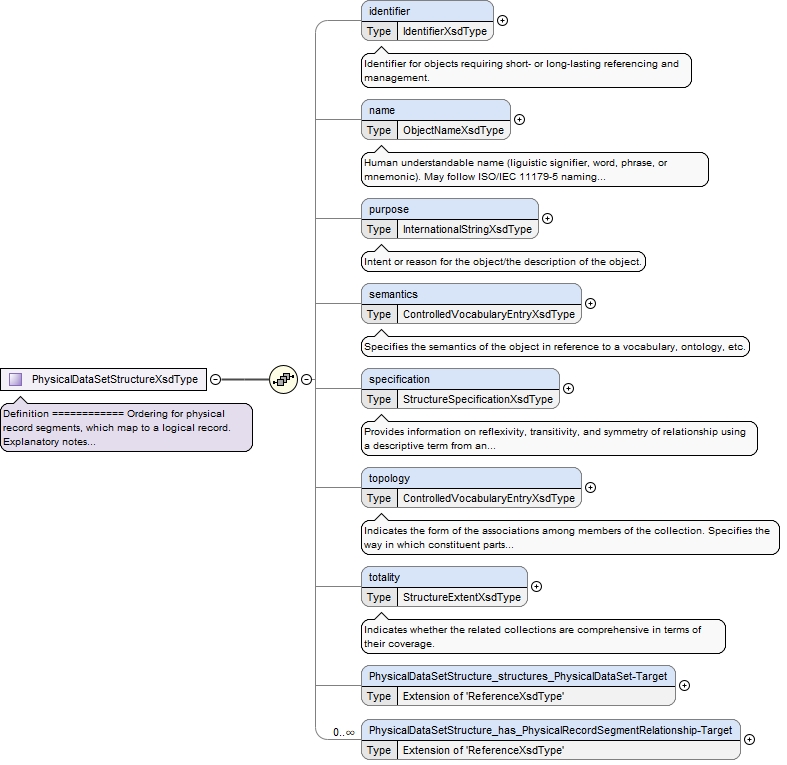 identifier
Type IdentifierXsdType
Identifier for objects requiring short- or long-lasting referencing and
management.
name
Type ObjectNameXsdType
Human understandable name (liguistic signifier, word, phrase, or
mnemonic). May follow ISO/IEC 11179-5 naming...
purpose
Type InternationalStringXsdType
Intent or reason for the object/the description of the object.
semantics
Type ControlledVocabularyEntryXsdType
Specifies the semantics of the object in reference to a vocabulary, ontology, etc.
PhysicalDataSetStructureXsdType
Definition ============ Ordering for physical
record segments, which map to a logical record.
Explanatory notes...
specification
Type StructureSpecificationXsdType
Provides information on reflexivity, transitivity, and symmetry of relationship using
a descriptive term from an...
topology
Type ControlledVocabularyEntryXsdType
Indicates the form of the associations among members of the collection. Specifies the
way in which constituent parts...
totality
Type StructureExtentXsdType
Indicates whether the related collections are comprehensive in terms of
their coverage.
PhysicalDataSetStructure_structures_PhysicalDataSet-Target
Type Extension of 'ReferenceXsdType'
0..∞ PhysicalDataSetStructure_has_PhysicalRecordSegmentRelationship-Target
Type Extension of 'ReferenceXsdType'